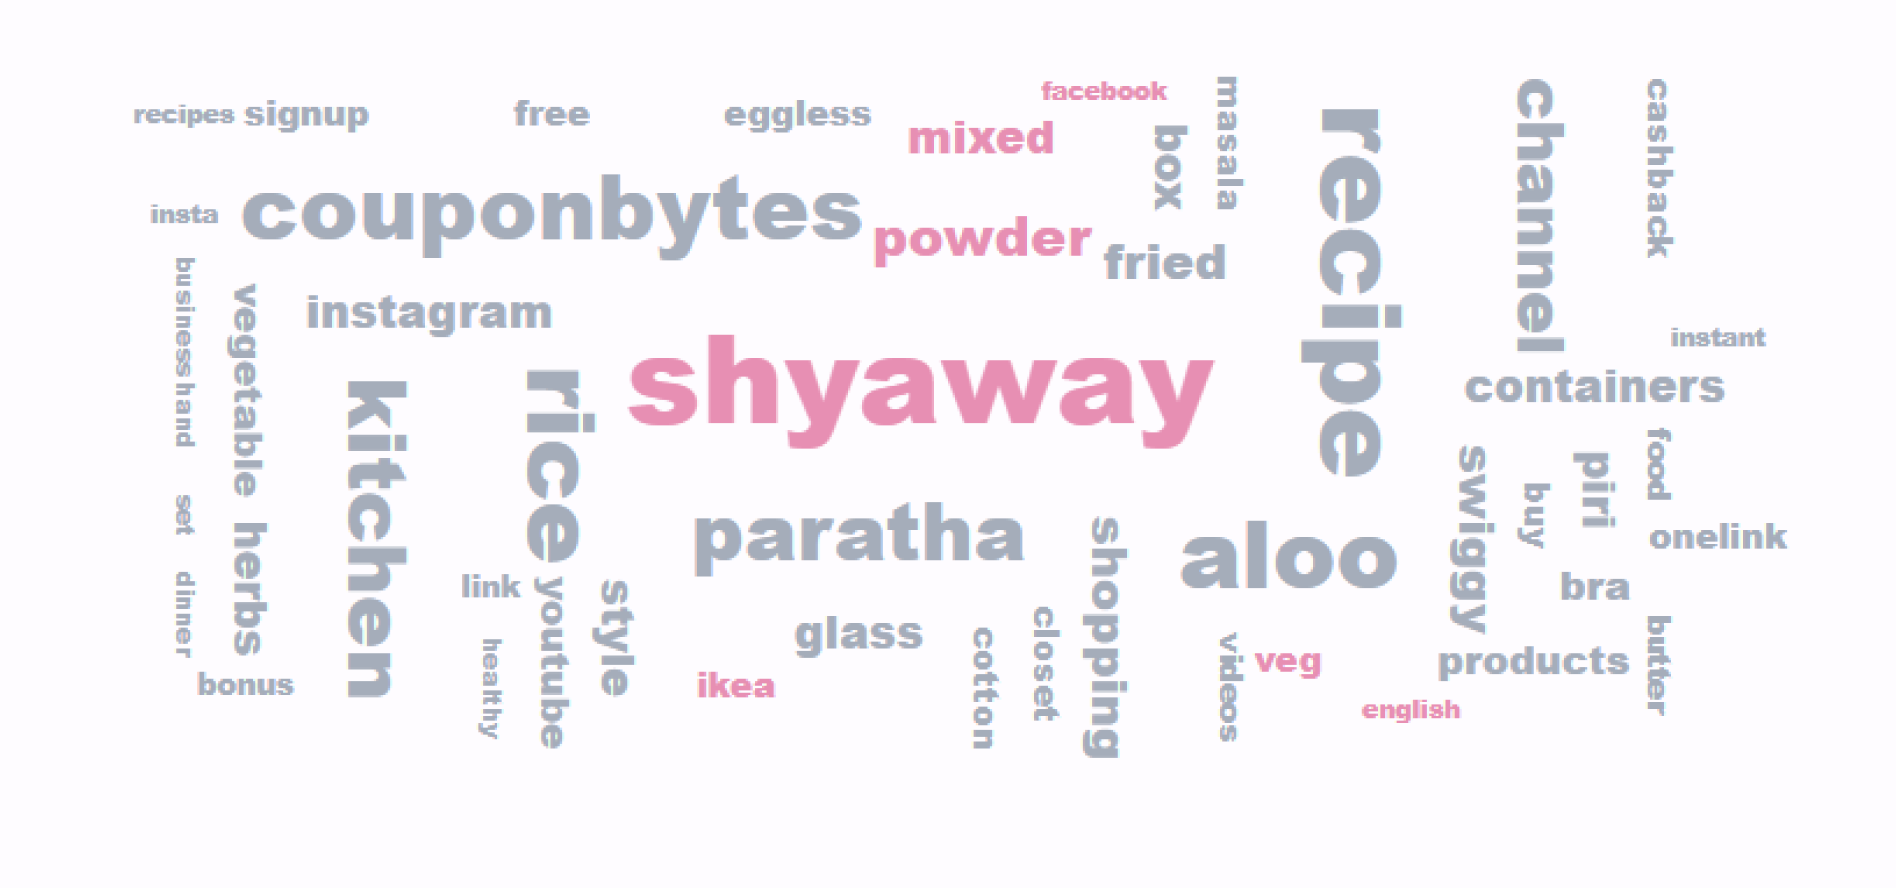 facebook
recipes signup free eggless
mixed
box
masala
recipe
channel
cashback
insta couponbytes
powder
fried
business
vegetable
instagram
shyaway
instant
containers
hand
kitchen
rice
food
swiggy
piri
buy
set
herbs
paratha
shopping
aloo
onelink
dinner
link
youtube
style
bra
glass
cotton
closet
videos
veg
products
butter
healthy
bonus
ikea
english